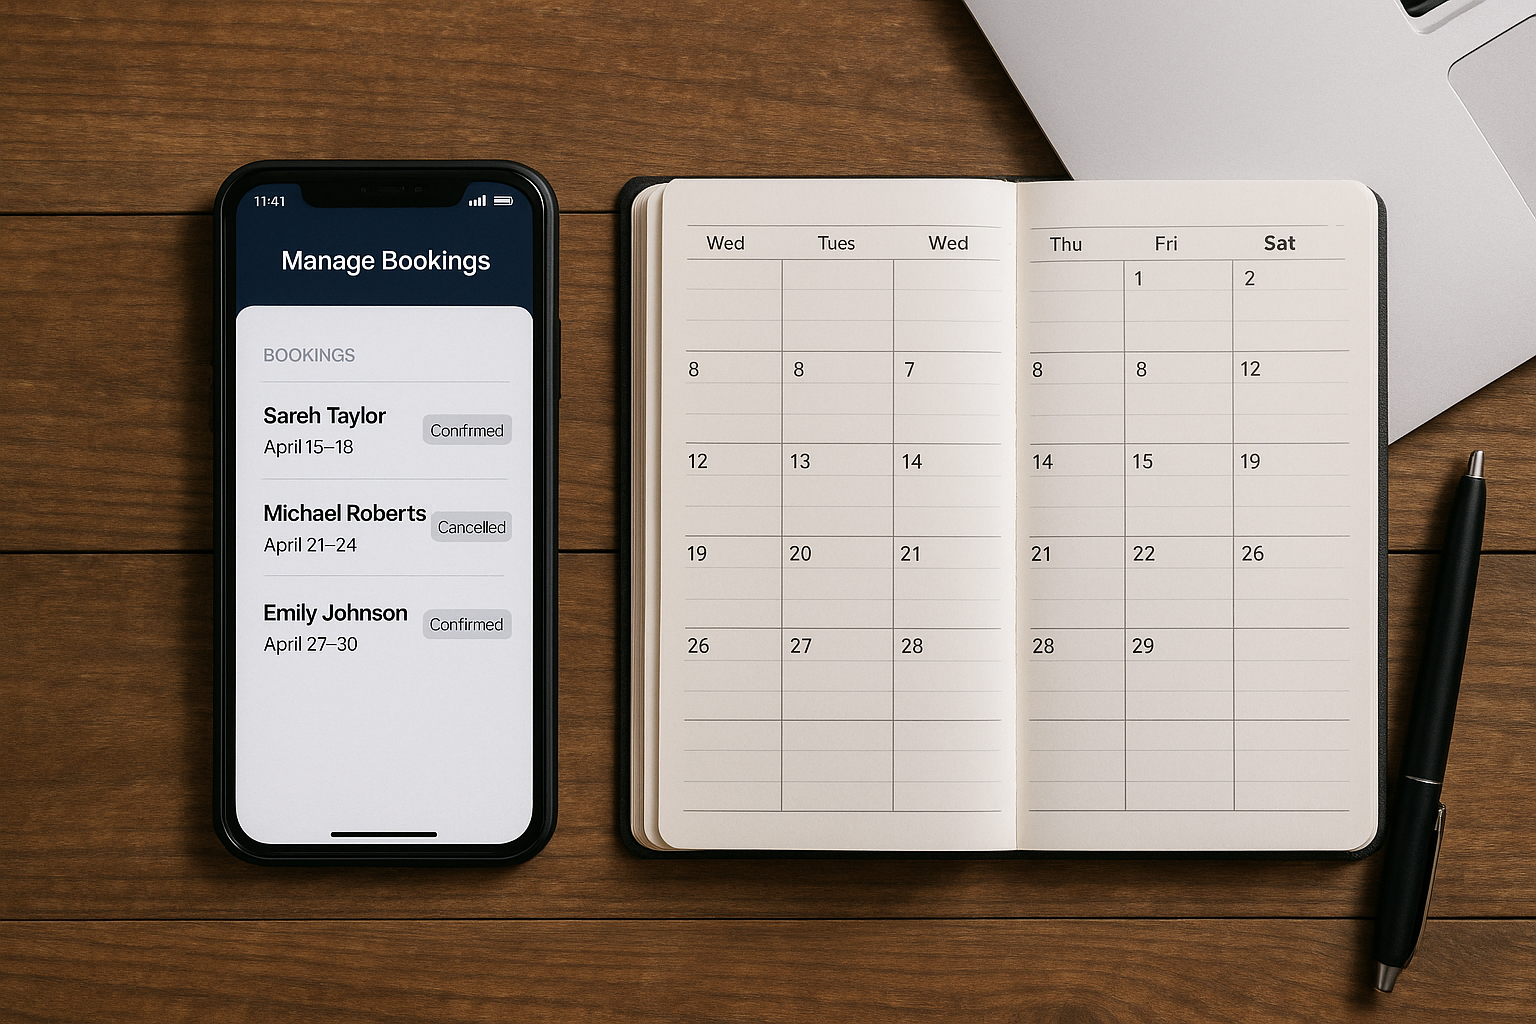 11:41
Manage Bookings
BOOKINGS
Sareh Taylor
April 15–18
Conrfrmed
Michael Roberts
April 21–24
Cancelled
Emily Johnson
April 27–30
Confirmed
Wed Tues Wed Thu Fri Sat
1 2
8 8 7 8 8 12
12 13 14 14 15 19
19 20 21 21 22 26
26 27 28 28 29